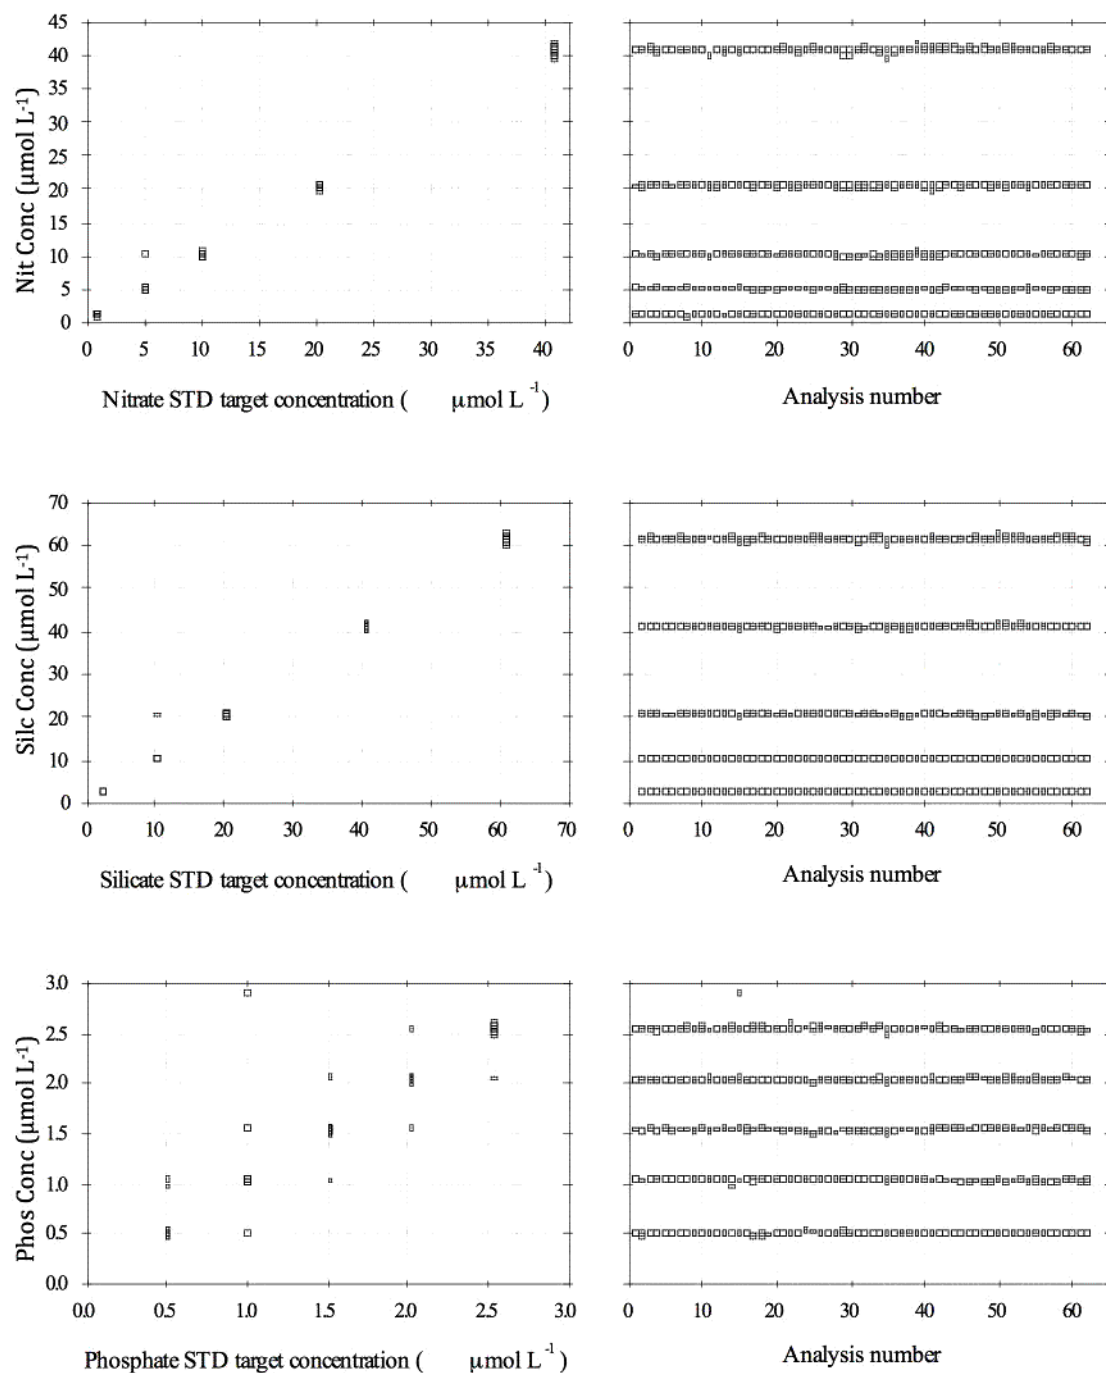 Nit Conc (µmol L-1)
45
40
35
30
25
20
15
10
5
0
0 5 10 15 20 25 30 35 40
Nitrate STD target concentration ( µmol L -1)
0 10 20 30 40 50 60
Analysis number
Silc Conc (µmol L-1)
70
60
50
40
30
20
10
0
0 10 20 30 40 50 60 70
Silicate STD target concentration ( µmol L -1)
0 10 20 30 40 50 60
Analysis number
Phos Conc (µmol L-1)
3.0
2.5
2.0
1.5
1.0
0.5
0.0
0.0 0.5 1.0 1.5 2.0 2.5 3.0
Phosphate STD target concentration ( µmol L -1)
0 10 20 30 40 50 60
Analysis number